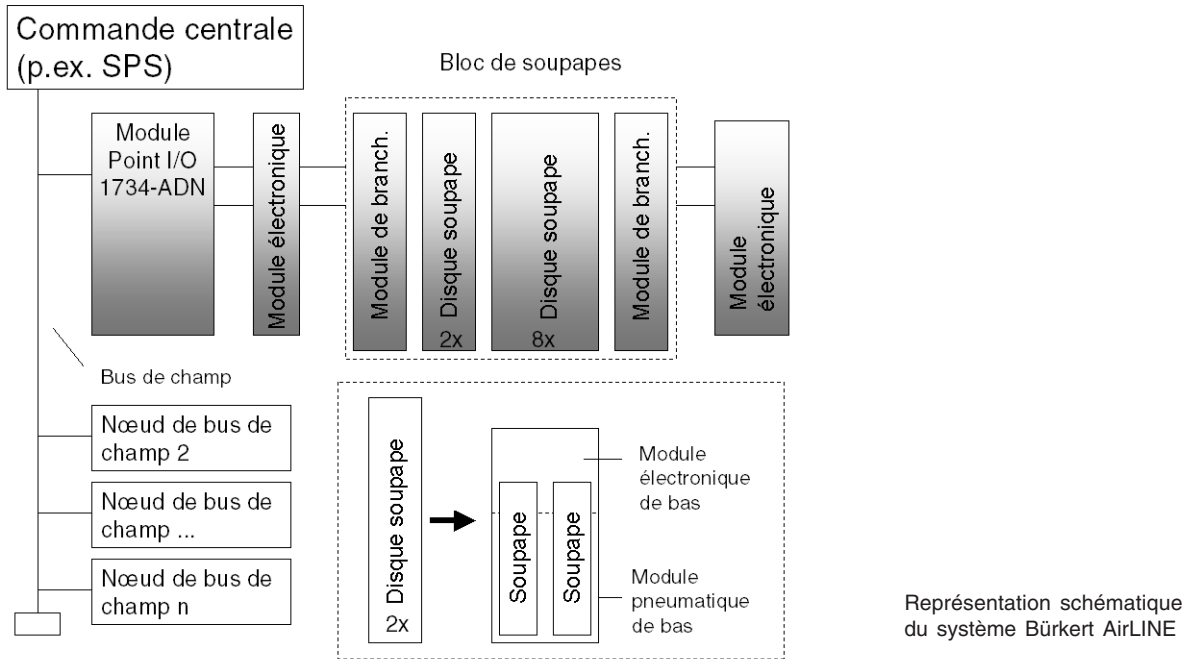 Commande centrale
(p.ex. SPS)
Bloc de soupapes
Module
Point I/O
1734-ADN
Module électronique
Module de branch.
Disque soupape
2x
Disque soupape
8x
Module de branch.
Module
électronique
Bus de champ
Nœud de bus de
champ 2
Nœud de bus de
champ ...
Nœud de bus de
champ n
Disque soupape
2x
Soupape
Soupape
Module
électronique
de bas
Module
pneumatique
de bas
Représentation schématique
du système Bürkert AirLINE